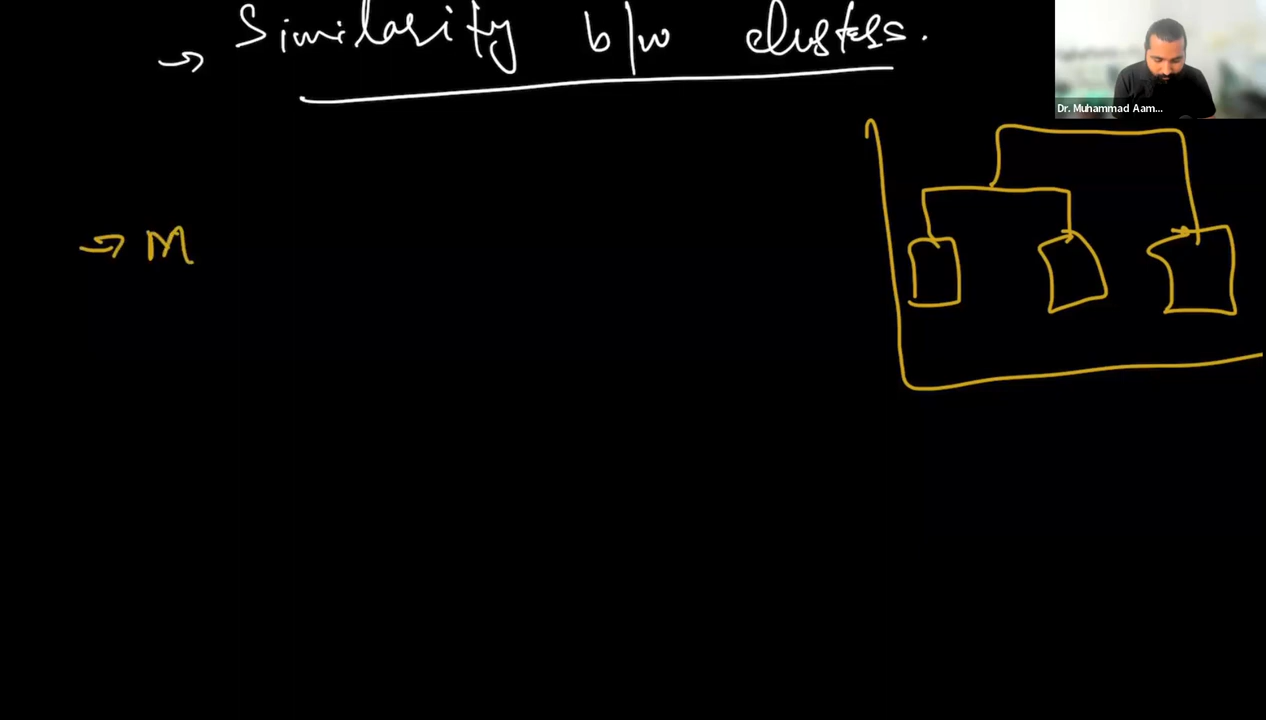 → Similarity b/w clusters.
Dr. Muhammad Aam...
→ M